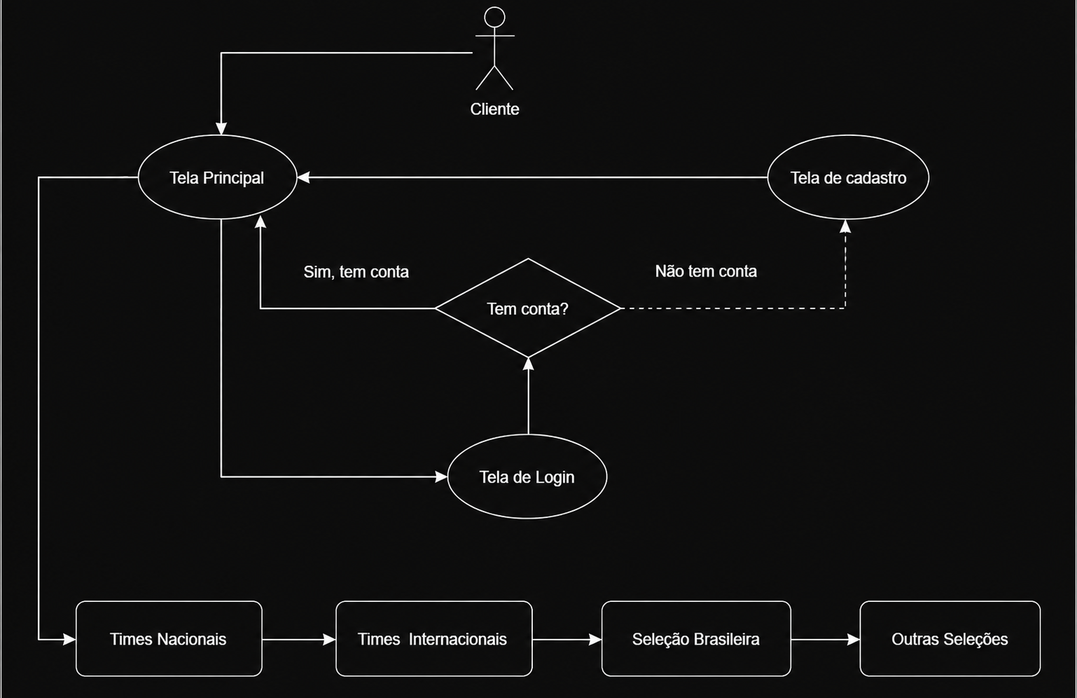 Cliente
Tela Principal
Tela de cadastro
Sim, tem conta
Não tem conta
Tem conta?
Tela de Login
Times Nacionais
Times  Internacionais
Seleção Brasileira
Outras Seleções